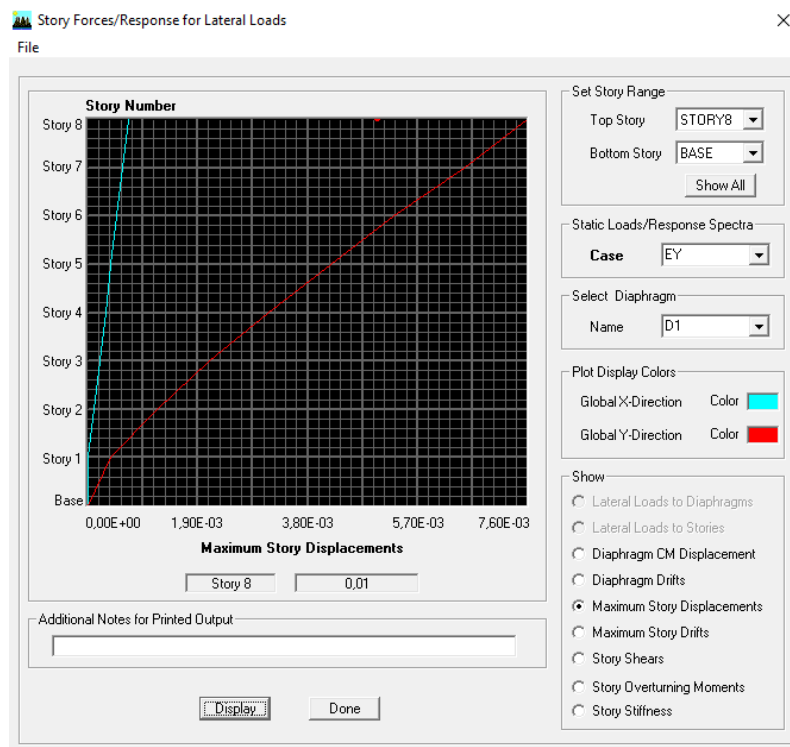 Story Forces/Response for Lateral Loads
File
Story Number
Story 8
Story 7
Story 6
Story 5
Story 4
Story 3
Story 2
Story 1
Base
0,00E+00 1,90E-03 3,80E-03 5,70E-03 7,60E-03
Maximum Story Displacements
Story 8 0,01
Additional Notes for Printed Output
Display Done
Set Story Range
Top Story STORY8
Bottom Story BASE
Show All
Static Loads/Response Spectra
Case EY
Select Diaphragm
Name D1
Plot Display Colors
Global X-Direction Color
Global Y-Direction Color
Show
Lateral Loads to Diaphragms
Lateral Loads to Stories
Diaphragm CM Displacement
Diaphragm Drifts
Maximum Story Displacements
Maximum Story Drifts
Story Shears
Story Overturning Moments
Story Stiffness